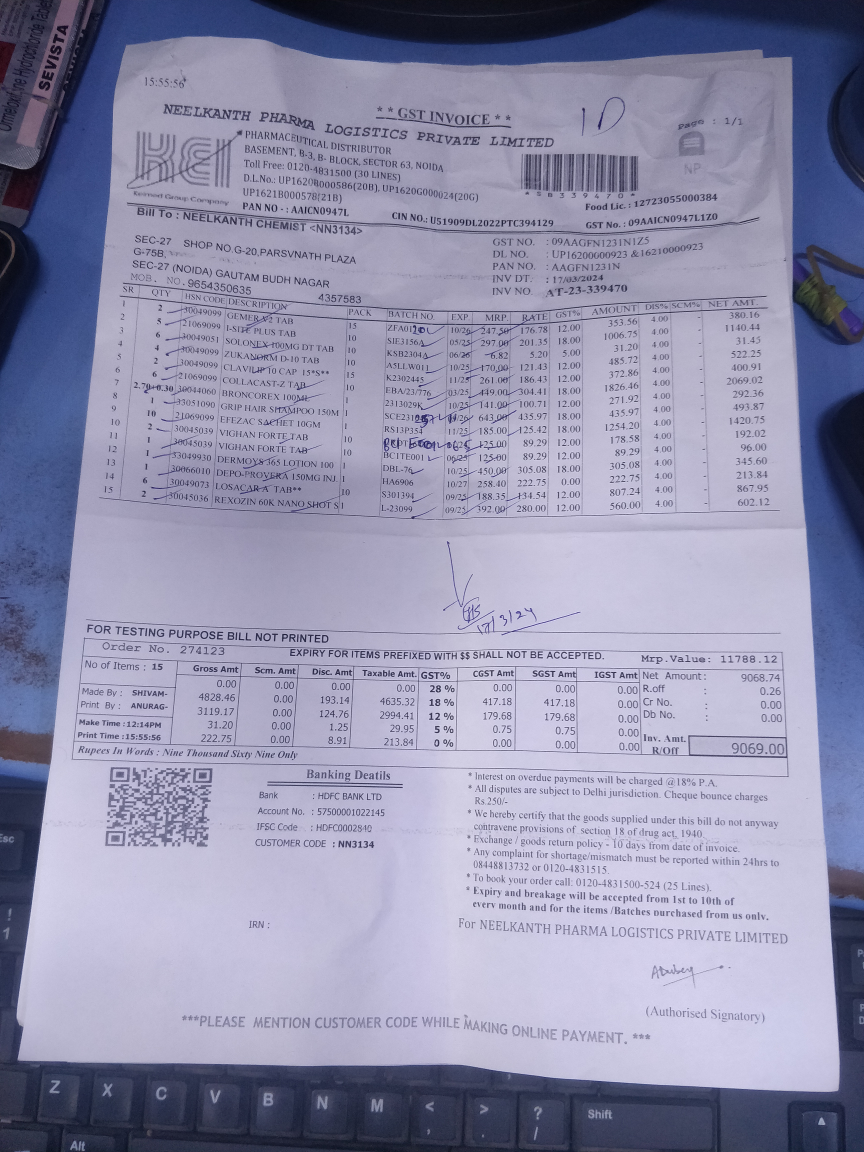 SEVISTA
15:55:56
** GST INVOICE **
1D
Page : 1/1
NEELKANTH PHARMA LOGISTICS PRIVATE LIMITED
KEI
Keimed Group Company
PHARMACEUTICAL DISTRIBUTOR
BASEMENT, B-3, B- BLOCK, SECTOR 63, NOIDA
Toll Free: 0120-4831500 (30 LINES)
D.L.No.: UP1620B000586(20B), UP1620G000024(20G)
UP1621B000578(21B)
PAN NO - : AAICN0947L
CIN NO.: U51909DL2022PTC394129
*5B339470*
NP
Food Lic. : 12723055000384
GST No. : 09AAICN0947L1Z0
Bill To : NEELKANTH CHEMIST <NN3134>
SEC-27 SHOP NO.G-20,PARSVNATH PLAZA
G-75B,
SEC-27 (NOIDA) GAUTAM BUDH NAGAR
MOB. NO. 9654350635 4357583
GST NO. : 09AAGFN1231N1Z5
DL NO. : UP16200000923 &16210000923
PAN NO. : AAGFN1231N
INV DT. : 17/03/2024
INV NO. AT-23-339470
SR QTY HSN CODE DESCRIPTION PACK BATCH NO. EXP. MRP. RATE GST% AMOUNT DIS% SCM% NET AMT.
1 2 30049099 GEMER V2 TAB 15 10/26 247.50 176.78 12.00 353.56 4.00 - 380.16
2 5 21069099 I-SITE PLUS TAB 10 SIE3156A 05/25 297.00 201.35 18.00 1006.75 4.00 - 1140.44
3 6 30049051 SOLONEX 100MG DT TAB 10 KSB2304A 06/26 6.82 5.20 5.00 31.20 4.00 - 31.45
4 4 30049099 ZUKANORM D-10 TAB 10 A5LLW011 10/25 170.00 121.43 12.00 485.72 4.00 - 522.25
5 2 30049099 CLAVILIP 10 CAP 15*S** 15 K2302445 11/25 261.00 186.43 12.00 372.86 4.00 - 400.91
6 6 21069099 COLLACAST-Z TAB 10 EBA/23/776 03/25 449.00 304.41 18.00 1826.46 4.00 - 2069.02
7 2.70+0.30 30044060 BRONCOREX 100ML 1 2313029K 10/25 141.00 100.71 12.00 271.92 4.00 - 292.36
8 1 33051090 GRIP HAIR SHAMPOO 150M 1 643.00 435.97 18.00 435.97 4.00 - 493.87
9 10 21069099 EFEZAC SACHET 10GM 1 RS13P354 11/25 185.00 125.42 18.00 1254.20 4.00 - 1420.75
10 2 30045039 VIGHAN FORTE TAB 10 125.00 89.29 12.00 178.58 4.00 - 192.02
11 1 30045039 VIGHAN FORTE TAB 10 BC1TE001 06/25 125.00 89.29 12.00 89.29 4.00 - 96.00
12 1 33049930 DERMOYS 365 LOTION 100 1 DBL-76 10/25 450.00 305.08 18.00 305.08 4.00 - 345.60
13 1 30066010 DEPO-PROVERA 150MG INJ. 1 HA6906 10/27 258.40 222.75 0.00 222.75 4.00 - 213.84
14 6 30049073 LOSACAR A TAB** 10 S301394 09/25 188.35 134.54 12.00 807.24 4.00 - 867.95
15 2 30045036 REXOZIN 60K NANO SHOT S 1 L-23099 09/25 392.00 280.00 12.00 560.00 4.00 - 602.12
FOR TESTING PURPOSE BILL NOT PRINTED
Order No. 274123 EXPIRY FOR ITEMS PREFIXED WITH $$ SHALL NOT BE ACCEPTED. Mrp.Value: 11788.12
No of Items : 15 Gross Amt Scm. Amt Disc. Amt Taxable Amt. GST% CGST Amt SGST Amt IGST Amt Net Amount: 9068.74
0.00 0.00 0.00 0.00 28 % 0.00 0.00 0.00 R.off : 0.26
Made By : SHIVAM- 4828.46 0.00 193.14 4635.32 18 % 417.18 417.18 0.00 Cr No. : 0.00
Print By : ANURAG- 3119.17 0.00 124.76 2994.41 12 % 179.68 179.68 0.00 Db No. : 0.00
Make Time :12:14PM 31.20 0.00 1.25 29.95 5 % 0.75 0.75 0.00
Print Time :15:55:56 222.75 0.00 8.91 213.84 0 % 0.00 0.00 0.00 Inv. Amt. R/Off 9069.00
Rupees In Words : Nine Thousand Sixty Nine Only
Banking Deatils
Bank : HDFC BANK LTD
Account No. : 57500001022145
IFSC Code : HDFC0002840
CUSTOMER CODE : NN3134
* Interest on overdue payments will be charged @18% P.A.
* All disputes are subject to Delhi jurisdiction. Cheque bounce charges
Rs.250/-
* We hereby certify that the goods supplied under this bill do not anyway
contravene provisions of section 18 of drug act, 1940.
* Exchange / goods return policy - 10 days from date of invoice.
* Any complaint for shortage/mismatch must be reported within 24hrs to
08448813732 or 0120-4831515.
* To book your order call: 0120-4831500-524 (25 Lines).
* Expiry and breakage will be accepted from 1st to 10th of
every month and for the items /Batches purchased from us only.
IRN :
For NEELKANTH PHARMA LOGISTICS PRIVATE LIMITED
(Authorised Signatory)
***PLEASE MENTION CUSTOMER CODE WHILE MAKING ONLINE PAYMENT. ***
Esc
! 1
Z X C V B N M < , > . ? / Shift
Alt